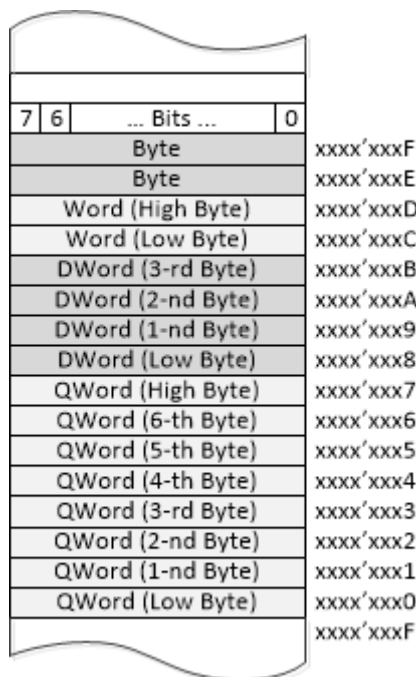 7 6 ... Bits ... 0
Byte xxxx'xxxF
Byte xxxx'xxxE
Word (High Byte) xxxx'xxxD
Word (Low Byte) xxxx'xxxC
DWord (3-rd Byte) xxxx'xxxB
DWord (2-nd Byte) xxxx'xxxA
DWord (1-nd Byte) xxxx'xxx9
DWord (Low Byte) xxxx'xxx8
QWord (High Byte) xxxx'xxx7
QWord (6-th Byte) xxxx'xxx6
QWord (5-th Byte) xxxx'xxx5
QWord (4-th Byte) xxxx'xxx4
QWord (3-rd Byte) xxxx'xxx3
QWord (2-nd Byte) xxxx'xxx2
QWord (1-nd Byte) xxxx'xxx1
QWord (Low Byte) xxxx'xxx0
xxxx'xxxF